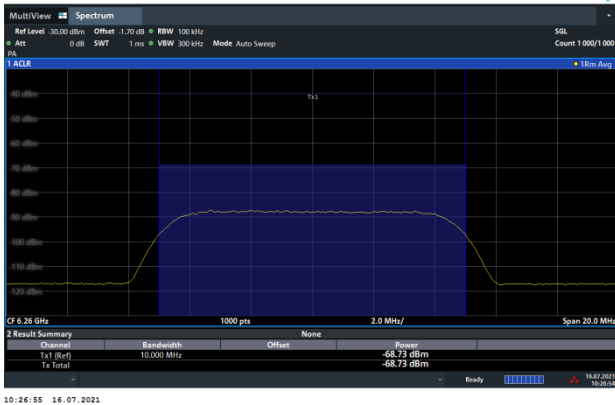 MultiView Spectrum
Ref Level -30.00 dBm Offset -1.70 dB RBW 100 kHz SGL
Att 0 dB SWT 1 ms VBW 300 kHz Mode Auto Sweep Count 1000/1000
PA
1 ACLR 1Rm Avg
-40 dBm
Tx1
-50 dBm
-60 dBm
-70 dBm
-80 dBm
-90 dBm
-100 dBm
-110 dBm
-120 dBm
CF 6.26 GHz 1000 pts 2.0 MHz/ Span 20.0 MHz
2 Result Summary None
Channel Bandwidth Offset Power
Tx1 (Ref) 10.000 MHz -68.73 dBm
Tx Total -68.73 dBm
Ready 16.07.2021
10:26:54
10:26:55 16.07.2021